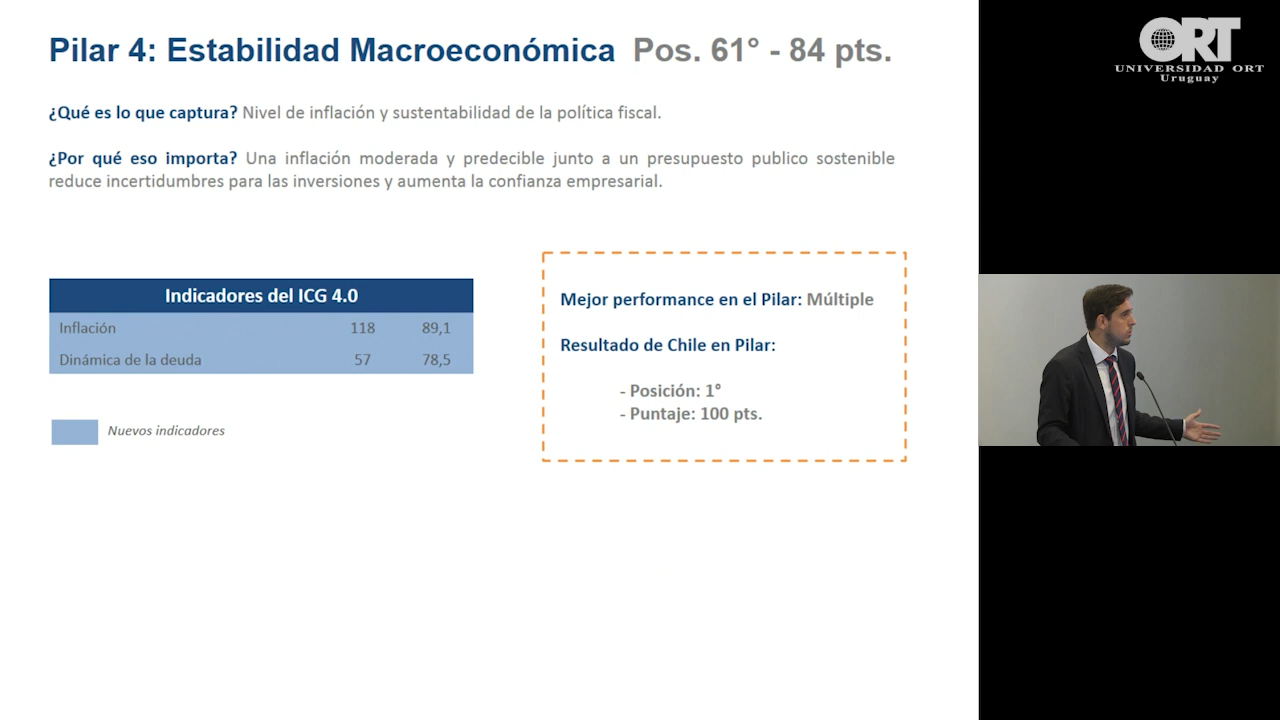 Pilar 4: Estabilidad Macroeconómica Pos. 61° - 84 pts.
¿Qué es lo que captura? Nivel de inflación y sustentabilidad de la política fiscal.
¿Por qué eso importa? Una inflación moderada y predecible junto a un presupuesto publico sostenible
reduce incertidumbres para las inversiones y aumenta la confianza empresarial.
Indicadores del ICG 4.0
Inflación 118 89,1
Dinámica de la deuda 57 78,5
Nuevos indicadores
Mejor performance en el Pilar: Múltiple
Resultado de Chile en Pilar:
- Posición: 1°
- Puntaje: 100 pts.
ORT
UNIVERSIDAD ORT
Uruguay